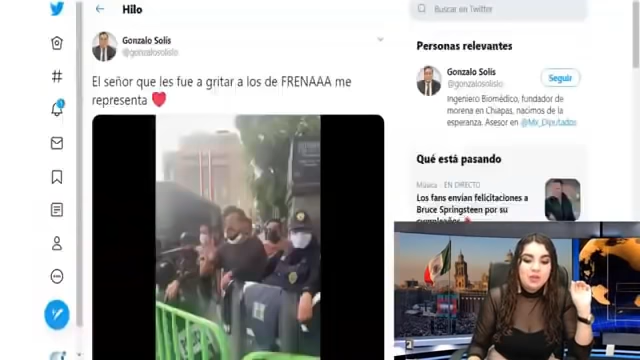 Hilo
Gonzalo Solís
@gonzalosolislo
El señor que les fue a gritar a los de FRENAAA me
representa
Buscar en Twitter
Personas relevantes
Gonzalo Solís
@gonzalosolislo
Seguir
Ingeniero Biomédico, fundador de
morena en Chiapas, nacimos de la
esperanza. Asesor en @Mx_Diputados
Qué está pasando
Música · EN DIRECTO
Los fans envían felicitaciones a
Bruce Springsteen por su
cumpleaños